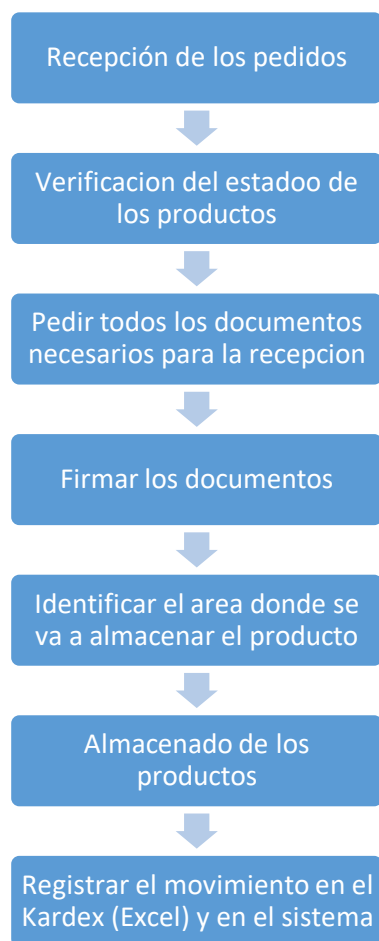 Recepción de los pedidos
Verificacion del estadoo de
los productos
Pedir todos los documentos
necesarios para la recepcion
Firmar los documentos
Identificar el area donde se
va a almacenar el producto
Almacenado de los
productos
Registrar el movimiento en el
Kardex (Excel) y en el sistema